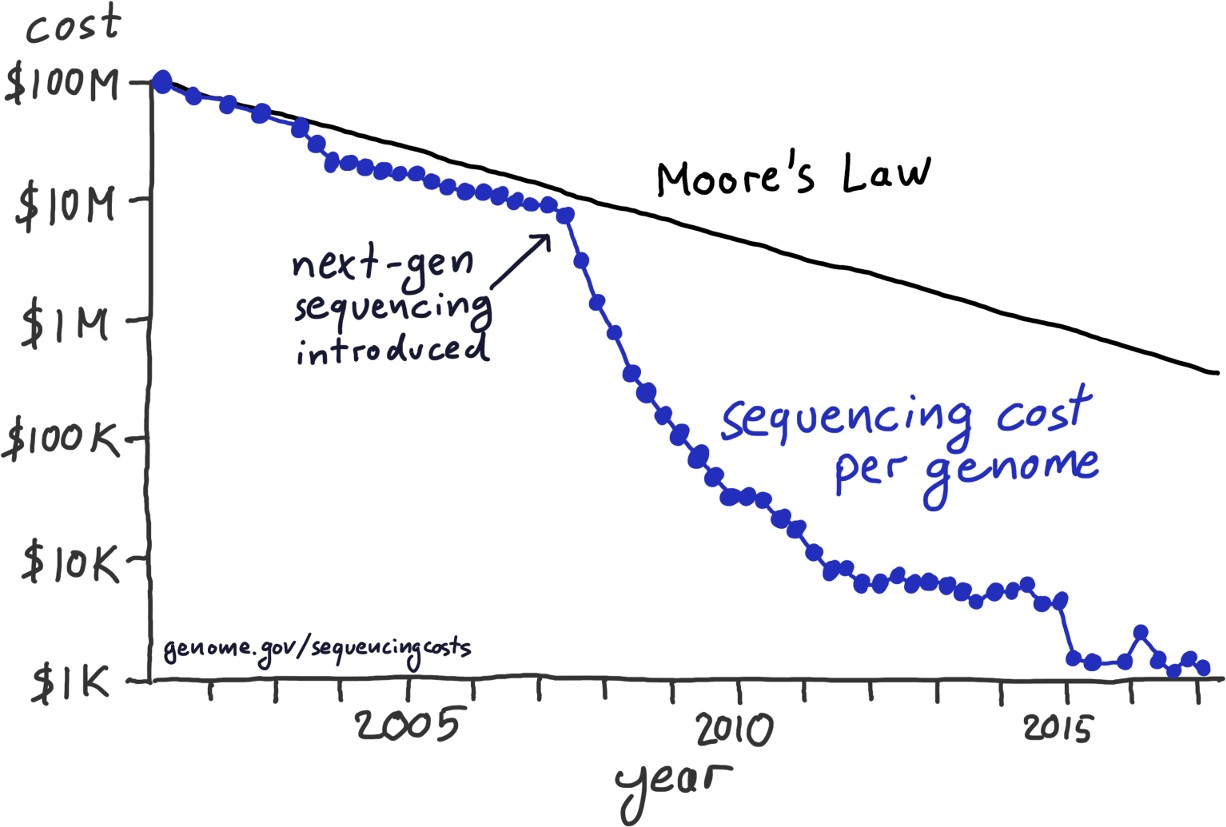 cost
$100M
$10M
$1M
$100K
$10K
$1K
Moore's Law
next-gen
sequencing
introduced
sequencing cost
per genome
genome.gov/sequencingcosts
2005
2010
2015
year